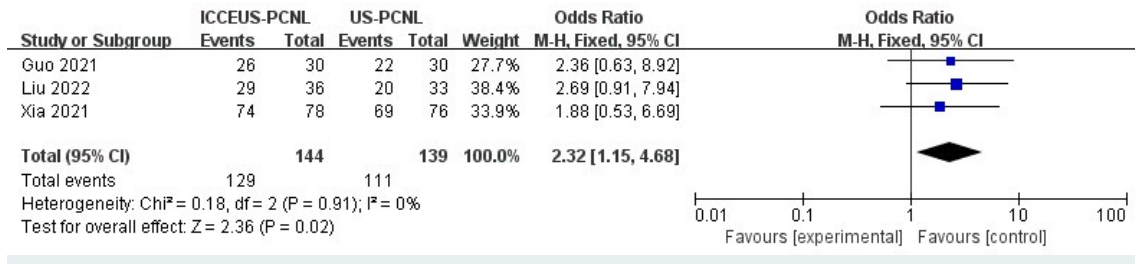 ICCEUS-PCNL US-PCNL Odds Ratio Odds Ratio
Study or Subgroup Events Total Events Total Weight M-H, Fixed, 95% CI M-H, Fixed, 95% CI
Guo 2021 26 30 22 30 27.7% 2.36 [0.63, 8.92]
Liu 2022 29 36 20 33 38.4% 2.69 [0.91, 7.94]
Xia 2021 74 78 69 76 33.9% 1.88 [0.53, 6.69]
Total (95% CI) 144 139 100.0% 2.32 [1.15, 4.68]
Total events 129 111
Heterogeneity: Chi² = 0.18, df = 2 (P = 0.91); I² = 0%
Test for overall effect: Z = 2.36 (P = 0.02)
0.01 0.1 1 10 100
Favours [experimental] Favours [control]